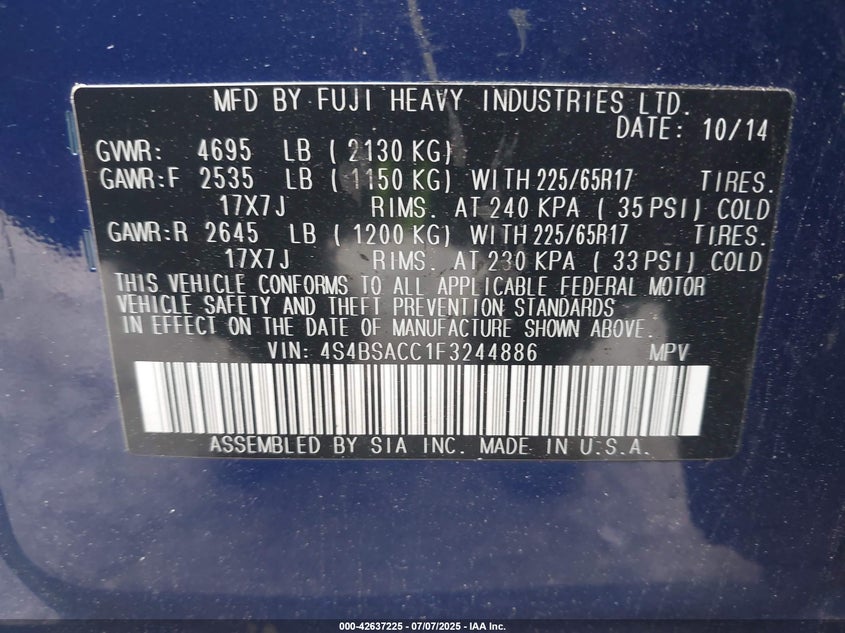 MFD BY FUJI HEAVY INDUSTRIES LTD.
DATE: 10/14
GVWR: 4695 LB ( 2130 KG)
GAWR:F 2535 LB ( 1150 KG) WITH 225/65R17 TIRES.
17X7J RIMS. AT 240 KPA ( 35 PSI) COLD
GAWR:R 2645 LB ( 1200 KG) WITH 225/65R17 TIRES.
17X7J RIMS. AT 230 KPA ( 33 PSI) COLD
THIS VEHICLE CONFORMS TO ALL APPLICABLE FEDERAL MOTOR
VEHICLE SAFETY AND THEFT PREVENTION STANDARDS
IN EFFECT ON THE DATE OF MANUFACTURE SHOWN ABOVE.
VIN: 4S4BSACC1F3244886 MPV
ASSEMBLED BY SIA INC. MADE IN U.S.A.
000-42637225 - 07/07/2025 - IAA Inc.